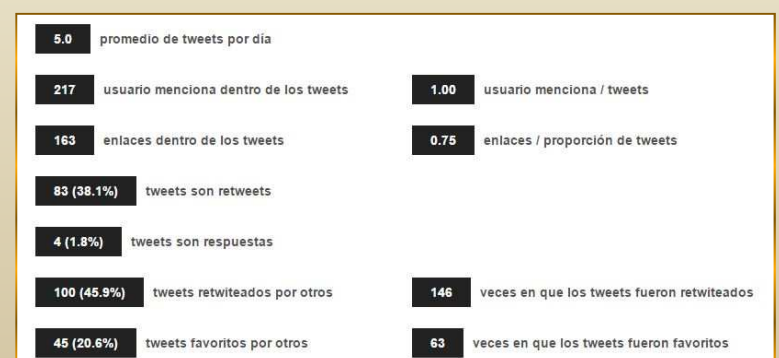 5.0 promedio de tweets por día
217 usuario menciona dentro de los tweets 1.00 usuario menciona / tweets
163 enlaces dentro de los tweets 0.75 enlaces / proporción de tweets
83 (38.1%) tweets son retweets
4 (1.8%) tweets son respuestas
100 (45.9%) tweets retwiteados por otros 146 veces en que los tweets fueron retwiteados
45 (20.6%) tweets favoritos por otros 63 veces en que los tweets fueron favoritos